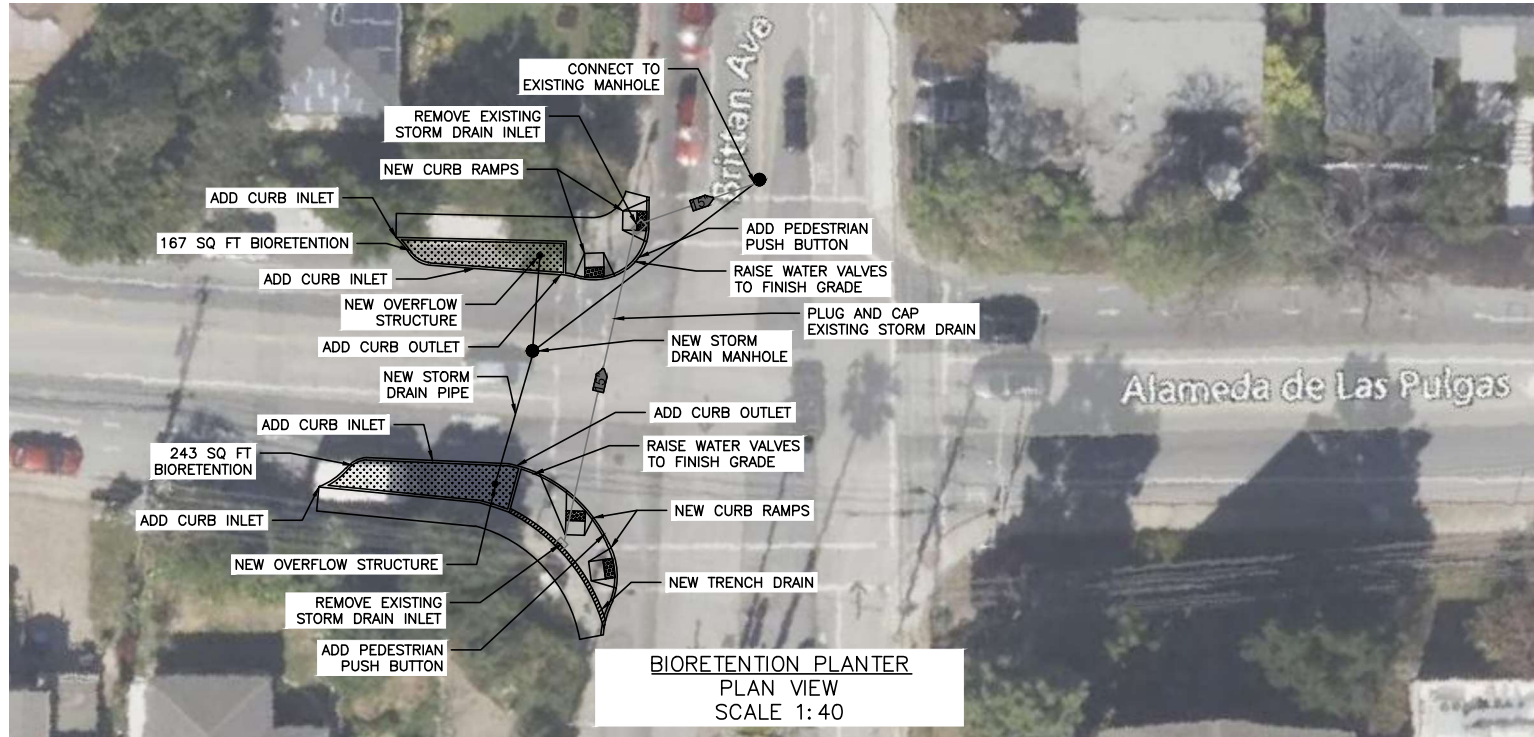 CONNECT TO
EXISTING MANHOLE
REMOVE EXISTING
STORM DRAIN INLET
NEW CURB RAMPS
ADD CURB INLET
167 SQ FT BIORETENTION
ADD CURB INLET
NEW OVERFLOW
STRUCTURE
ADD CURB OUTLET
NEW STORM
DRAIN PIPE
ADD CURB INLET
243 SQ FT
BIORETENTION
ADD CURB INLET
NEW OVERFLOW STRUCTURE
REMOVE EXISTING
STORM DRAIN INLET
ADD PEDESTRIAN
PUSH BUTTON
Brittan Ave
15
ADD PEDESTRIAN
PUSH BUTTON
RAISE WATER VALVES
TO FINISH GRADE
PLUG AND CAP
EXISTING STORM DRAIN
NEW STORM
DRAIN MANHOLE
Alameda de Las Pulgas
ADD CURB OUTLET
RAISE WATER VALVES
TO FINISH GRADE
NEW CURB RAMPS
NEW TRENCH DRAIN
BIORETENTION PLANTER
PLAN VIEW
SCALE 1:40